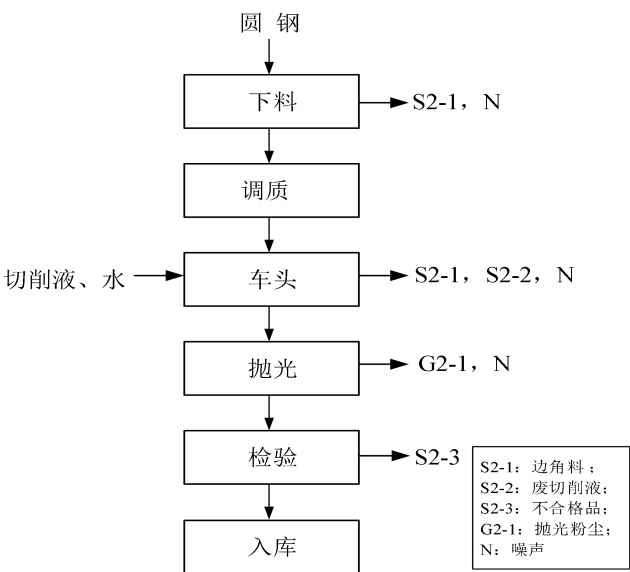 圆 钢
下料
S2-1，N
调质
切削液、水
车头
S2-1，S2-2，N
抛光
G2-1，N
检验
S2-3
入库
S2-1：边角料；
S2-2：废切削液；
S2-3：不合格品；
G2-1：抛光粉尘；
N：噪声